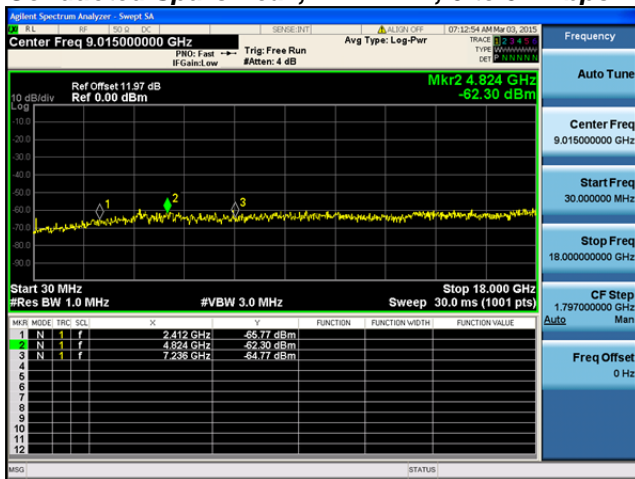 Agilent Spectrum Analyzer - Swept SA
RL RF 50 Ω DC SENSE:INT ALIGN OFF 07:12:54 AM Mar 03, 2015
Center Freq 9.015000000 GHz
PNO: Fast Trig: Free Run Avg Type: Log-Pwr
IFGain:Low #Atten: 4 dB
TRACE 1 2 3 4 5 6
TYPE
DET P N N N N N
Mkr2 4.824 GHz
-62.30 dBm
Ref Offset 11.97 dB
10 dB/div Ref 0.00 dBm
Log
-10.0
-20.0
-30.0
-40.0
-50.0
-60.0
-70.0
-80.0
-90.0
1
2
3
Start 30 MHz Stop 18.000 GHz
#Res BW 1.0 MHz #VBW 3.0 MHz Sweep 30.0 ms (1001 pts)
MKR MODE TRC SCL X Y FUNCTION FUNCTION WIDTH FUNCTION VALUE
1 N 1 f 2.412 GHz -65.77 dBm
2 N 1 f 4.824 GHz -62.30 dBm
3 N 1 f 7.236 GHz -64.77 dBm
4
5
6
7
8
9
10
11
12
MSG STATUS
Frequency
Auto Tune
Center Freq
9.015000000 GHz
Start Freq
30.000000 MHz
Stop Freq
18.000000000 GHz
CF Step
1.797000000 GHz
Auto Man
Freq Offset
0 Hz